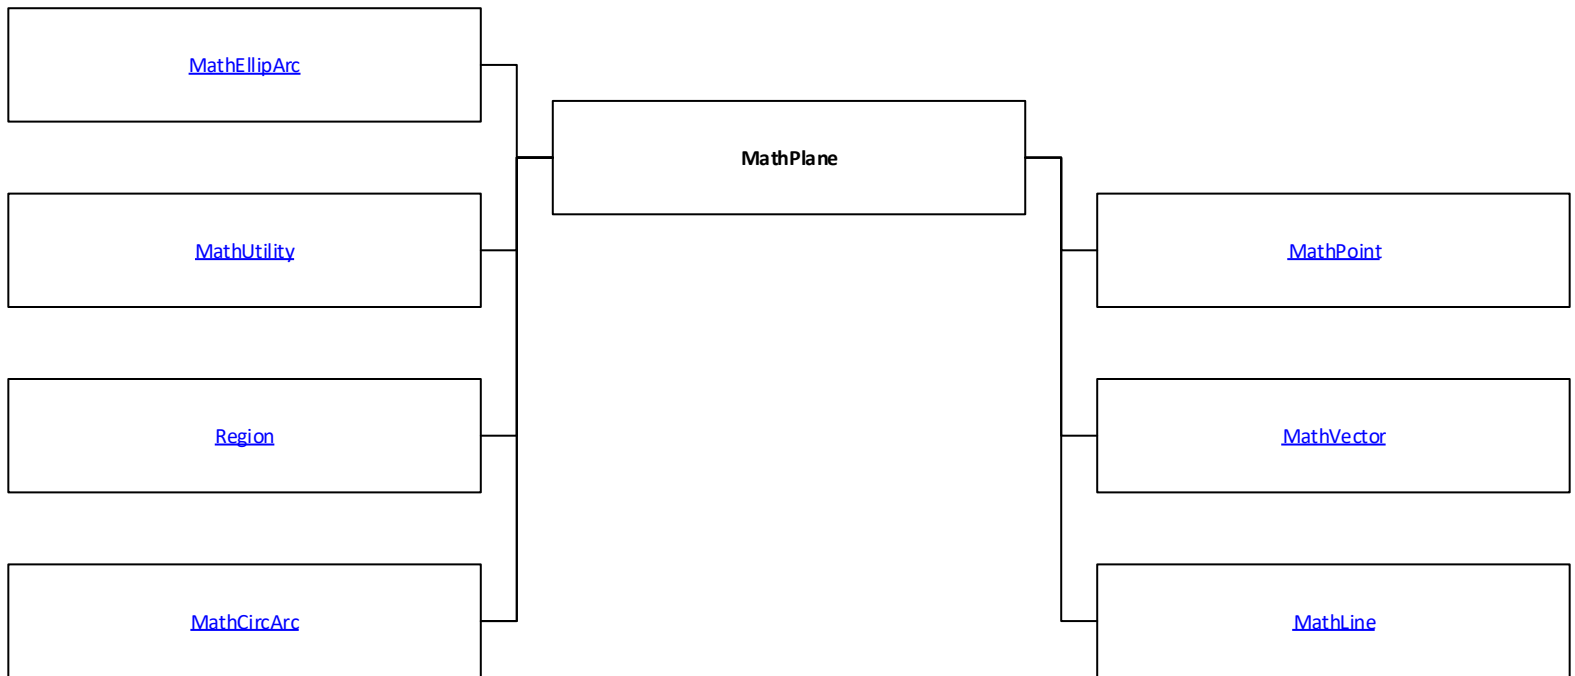 MathEllipArc
MathPlane
MathUtility
MathPoint
Region
MathVector
MathCircArc
MathLine